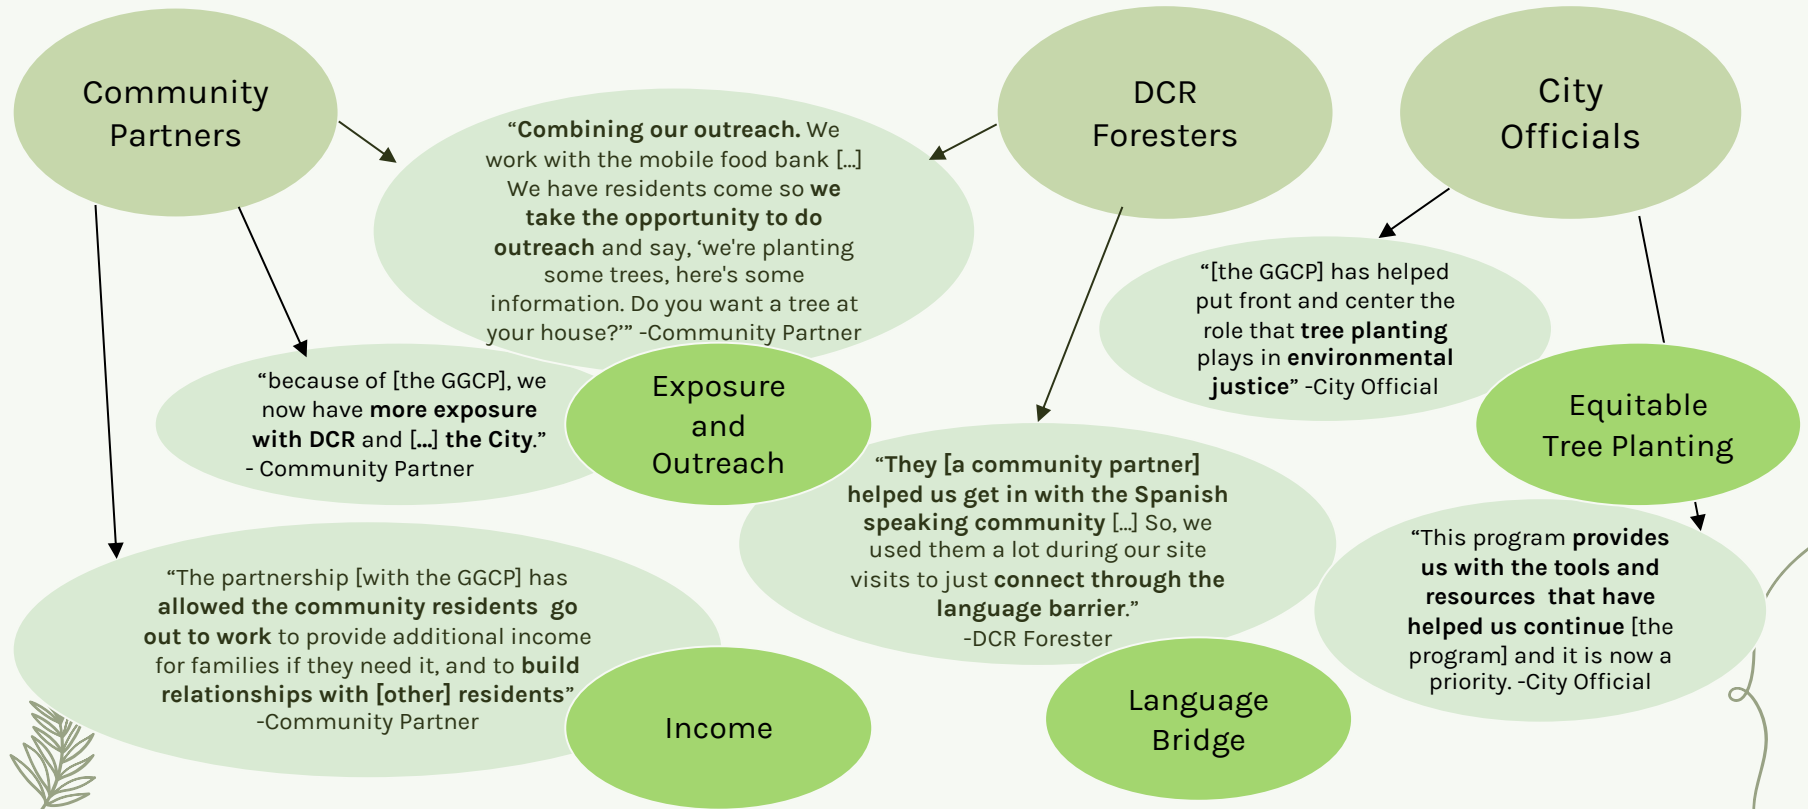 Community
Partners
DCR
Foresters
City
Officials
“Combining our outreach. We
work with the mobile food bank [...]
We have residents come so we
take the opportunity to do
outreach and say, ‘we're planting
some trees, here's some
information. Do you want a tree at
your house?’” -Community Partner
“[the GGCP] has helped
put front and center the
role that tree planting
plays in environmental
justice” -City Official
“because of [the GGCP], we
now have more exposure
with DCR and [...] the City.”
- Community Partner
Exposure
and
Outreach
Equitable
Tree Planting
“They [a community partner]
helped us get in with the Spanish
speaking community [...] So, we
used them a lot during our site
visits to just connect through the
language barrier.”
-DCR Forester
“This program provides
us with the tools and
resources  that have
helped us continue [the
program] and it is now a
priority. -City Official
“The partnership [with the GGCP] has
allowed the community residents  go
out to work to provide additional income
for families if they need it, and to build
relationships with [other] residents”
-Community Partner
Income
Language
Bridge